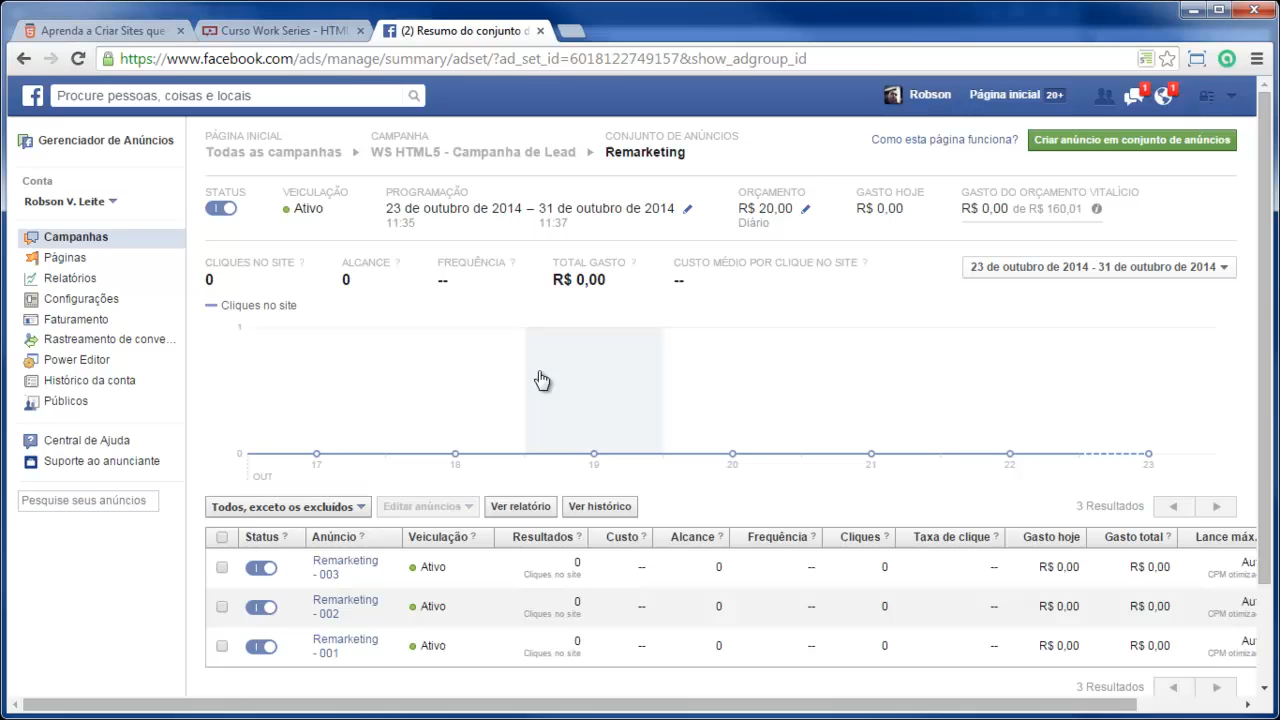 Aprenda a Criar Sites que
Curso Work Series - HTML
(2) Resumo do conjunto d
https://www.facebook.com/ads/manage/summary/adset/?ad_set_id=6018122749157&show_adgroup_id
Procure pessoas, coisas e locais
Robson
Página inicial 20+
1
1
Gerenciador de Anúncios
Conta
Robson V. Leite
Campanhas
Páginas
Relatórios
Configurações
Faturamento
Rastreamento de conve...
Power Editor
Histórico da conta
Públicos
Central de Ajuda
Suporte ao anunciante
Pesquise seus anúncios
PÁGINA INICIAL CAMPANHA CONJUNTO DE ANÚNCIOS
Todas as campanhas WS HTML5 - Campanha de Lead Remarketing
Como esta página funciona?
Criar anúncio em conjunto de anúncios
STATUS VEICULAÇÃO PROGRAMAÇÃO ORÇAMENTO GASTO HOJE GASTO DO ORÇAMENTO VITALÍCIO
Ativo 23 de outubro de 2014 – 31 de outubro de 2014 R$ 20,00 R$ 0,00 R$ 0,00 de R$ 160,01
11:35 11:37 Diário
CLIQUES NO SITE ? ALCANCE ? FREQUÊNCIA ? TOTAL GASTO ? CUSTO MÉDIO POR CLIQUE NO SITE ?
0 0 -- R$ 0,00 --
23 de outubro de 2014 - 31 de outubro de 2014
Cliques no site
1
0
17 18 19 20 21 22 23
OUT
Todos, exceto os excluídos Editar anúncios Ver relatório Ver histórico 3 Resultados
Status ? Anúncio ? Veiculação ? Resultados ? Custo ? Alcance ? Frequência ? Cliques ? Taxa de clique ? Gasto hoje Gasto total ? Lance máx.
Remarketing - 003 Ativo 0 -- 0 -- 0 -- R$ 0,00 R$ 0,00 Au
Cliques no site CPM otimiza
Remarketing - 002 Ativo 0 -- 0 -- 0 -- R$ 0,00 R$ 0,00 Au
Cliques no site CPM otimiza
Remarketing - 001 Ativo 0 -- 0 -- 0 -- R$ 0,00 R$ 0,00 Au
Cliques no site CPM otimiza
3 Resultados